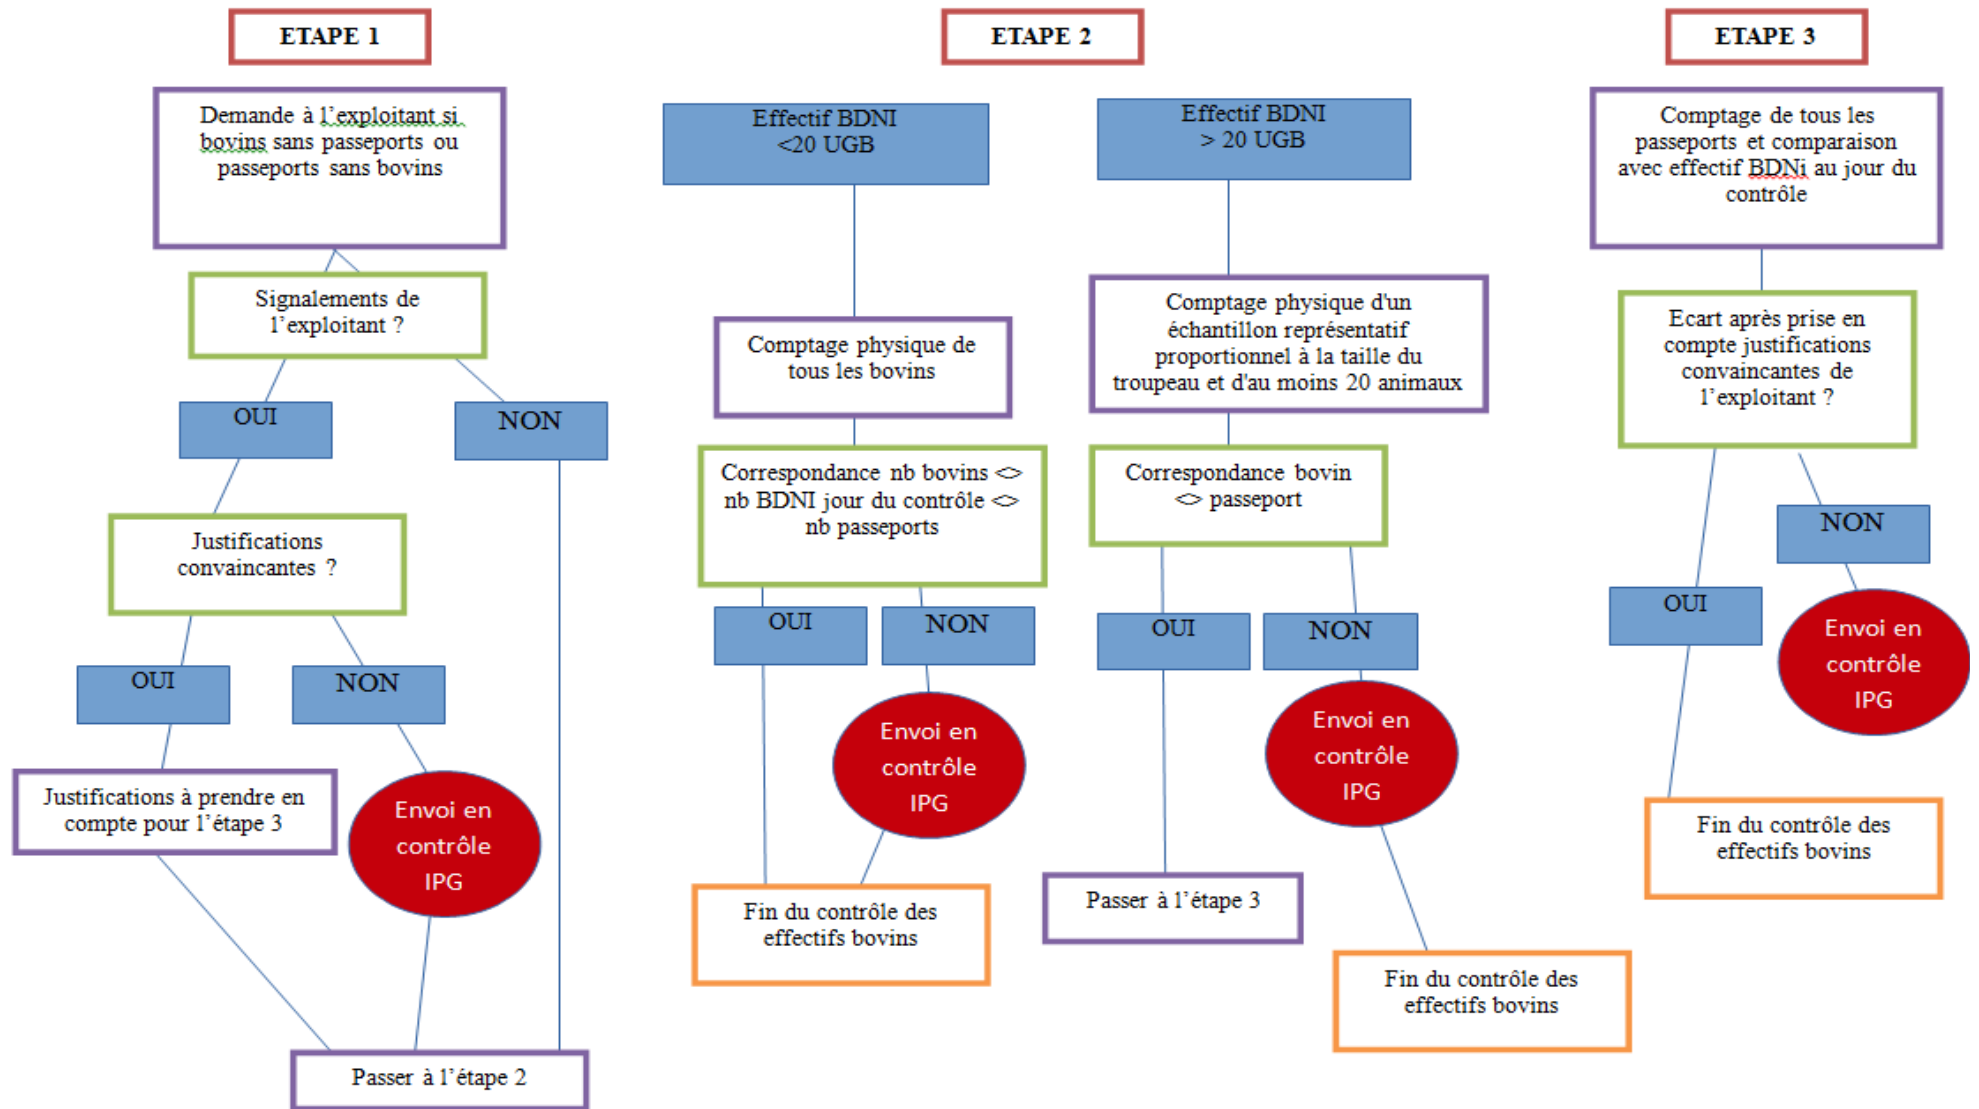 ETAPE 1
Demande à l’exploitant si
bovins sans passeports ou
passeports sans bovins
Signalements de
l’exploitant ?
OUI
NON
Justifications
convaincantes ?
OUI
NON
Justifications à prendre en
compte pour l’étape 3
Envoi en
contrôle
IPG
Passer à l’étape 2
ETAPE 2
Effectif BDNI
<20 UGB
Comptage physique de
tous les bovins
Correspondance nb bovins <>
nb BDNI jour du contrôle <>
nb passeports
OUI
NON
Envoi en
contrôle
IPG
Fin du contrôle des
effectifs bovins
Effectif BDNI
> 20 UGB
Comptage physique d'un
échantillon représentatif
proportionnel à la taille du
troupeau et d'au moins 20 animaux
Correspondance bovin
<> passeport
OUI
NON
Envoi en
contrôle
IPG
Passer à l’étape 3
Fin du contrôle des
effectifs bovins
ETAPE 3
Comptage de tous les
passeports et comparaison
avec effectif BDNi au jour du
contrôle
Ecart après prise en
compte justifications
convaincantes de
l’exploitant ?
NON
OUI
Envoi en
contrôle
IPG
Fin du contrôle des
effectifs bovins